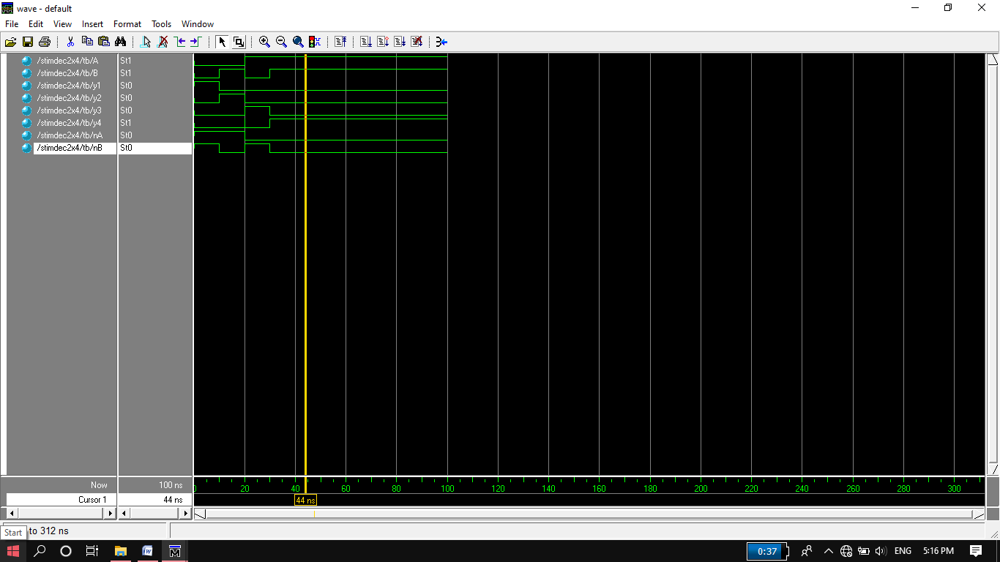 wave - default
File Edit View Insert Format Tools Window
/stimdec2x4/tb/A St1
/stimdec2x4/tb/B St1
/stimdec2x4/tb/y1 St0
/stimdec2x4/tb/y2 St0
/stimdec2x4/tb/y3 St0
/stimdec2x4/tb/y4 St1
/stimdec2x4/tb/nA St0
/stimdec2x4/tb/nB St0
Now 100 ns 0 20 40 60 80 100 120 140 160 180 200 220 240 260 280 300
Cursor 1 44 ns 44 ns
to 312 ns
Start
0:37 ENG 5:16 PM